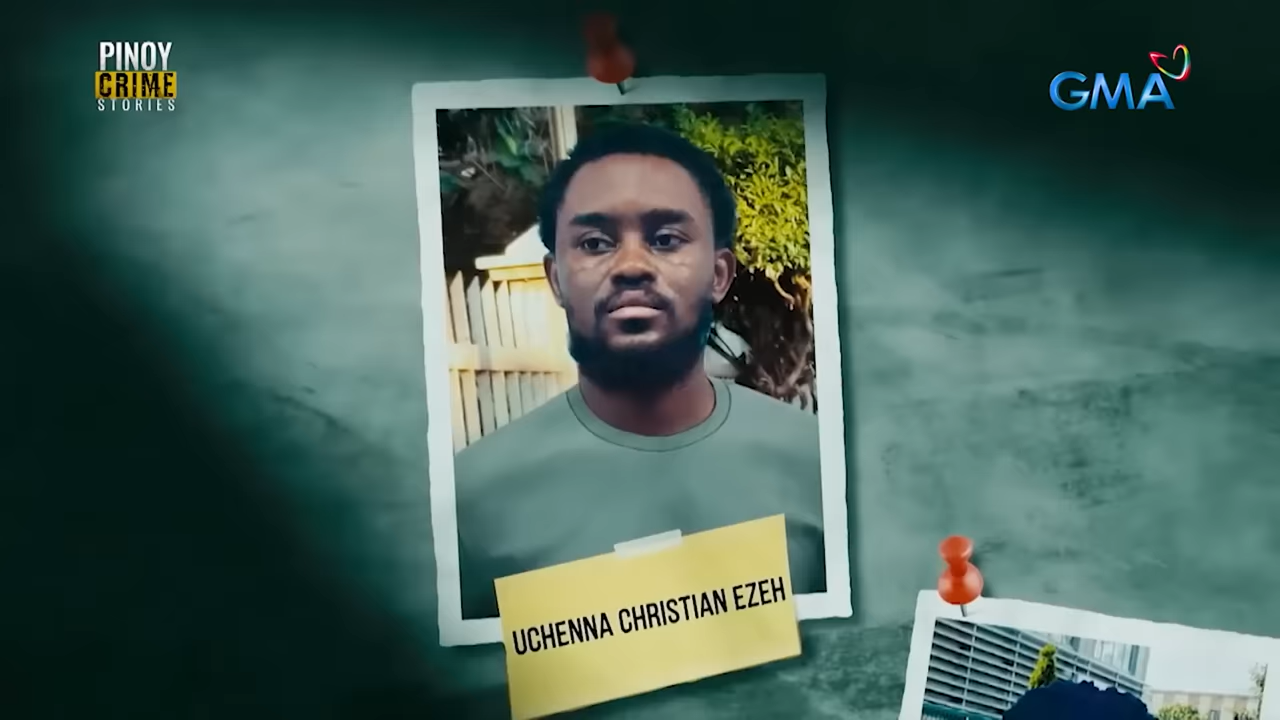 PINOY
CRIME
STORIES
GMA
UCHENNA CHRISTIAN EZEH